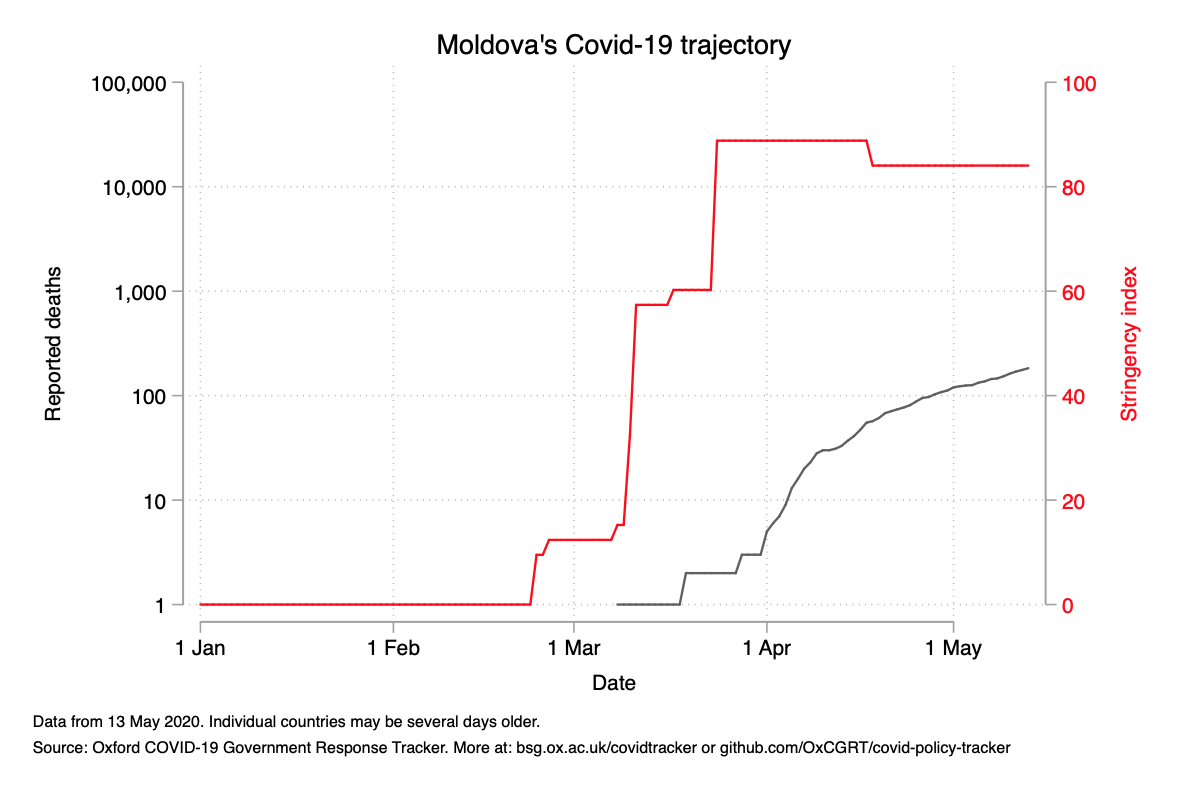 Moldova's Covid-19 trajectory
100,000
10,000
1,000
100
10
1
Reported deaths
100
80
60
40
20
0
Stringency index
1 Jan
1 Feb
1 Mar
1 Apr
1 May
Date
Data from 13 May 2020. Individual countries may be several days older.
Source: Oxford COVID-19 Government Response Tracker. More at: bsg.ox.ac.uk/covidtracker or github.com/OxCGRT/covid-policy-tracker